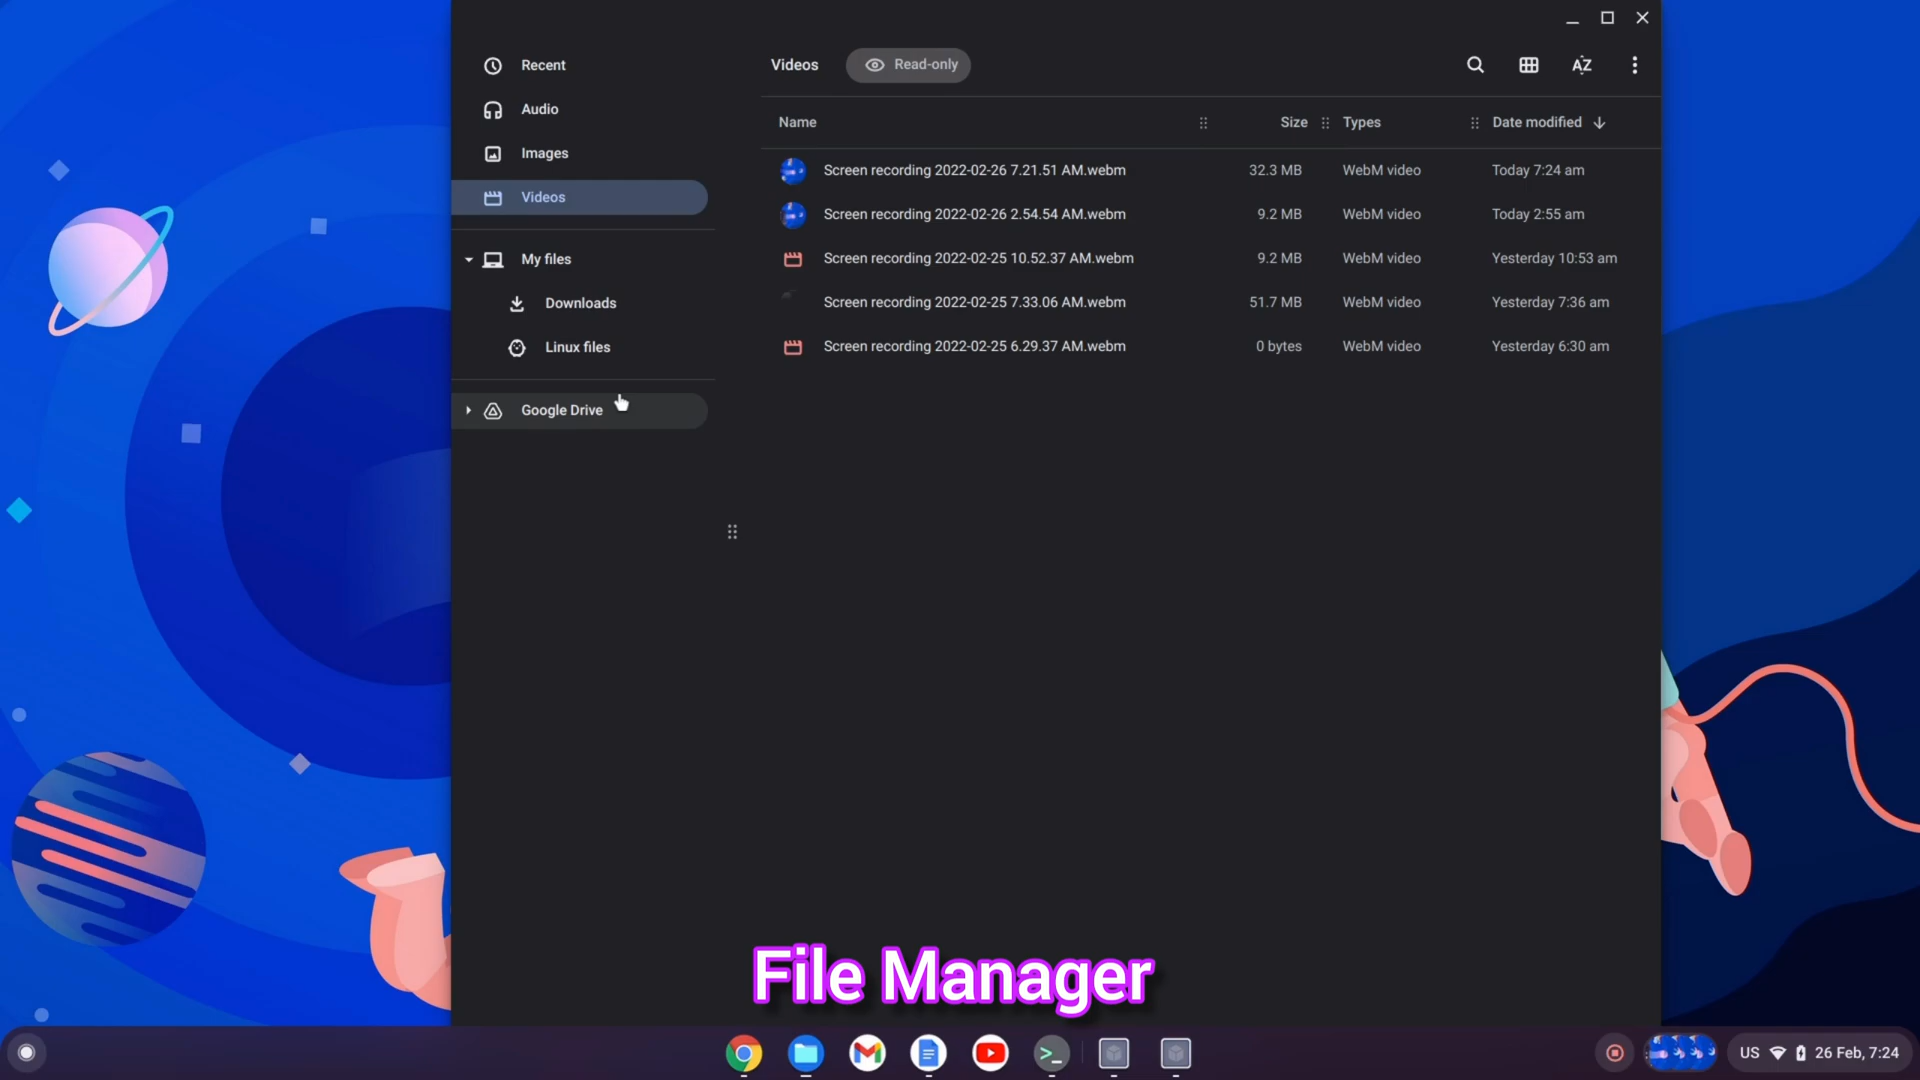 Recent
Audio
Images
Videos
My files
Downloads
Linux files
Google Drive
Videos Read-only
Name Size Types Date modified
Screen recording 2022-02-26 7.21.51 AM.webm 32.3 MB WebM video Today 7:24 am
Screen recording 2022-02-26 2.54.54 AM.webm 9.2 MB WebM video Today 2:55 am
Screen recording 2022-02-25 10.52.37 AM.webm 9.2 MB WebM video Yesterday 10:53 am
Screen recording 2022-02-25 7.33.06 AM.webm 51.7 MB WebM video Yesterday 7:36 am
Screen recording 2022-02-25 6.29.37 AM.webm 0 bytes WebM video Yesterday 6:30 am
File Manager
US 26 Feb, 7:24